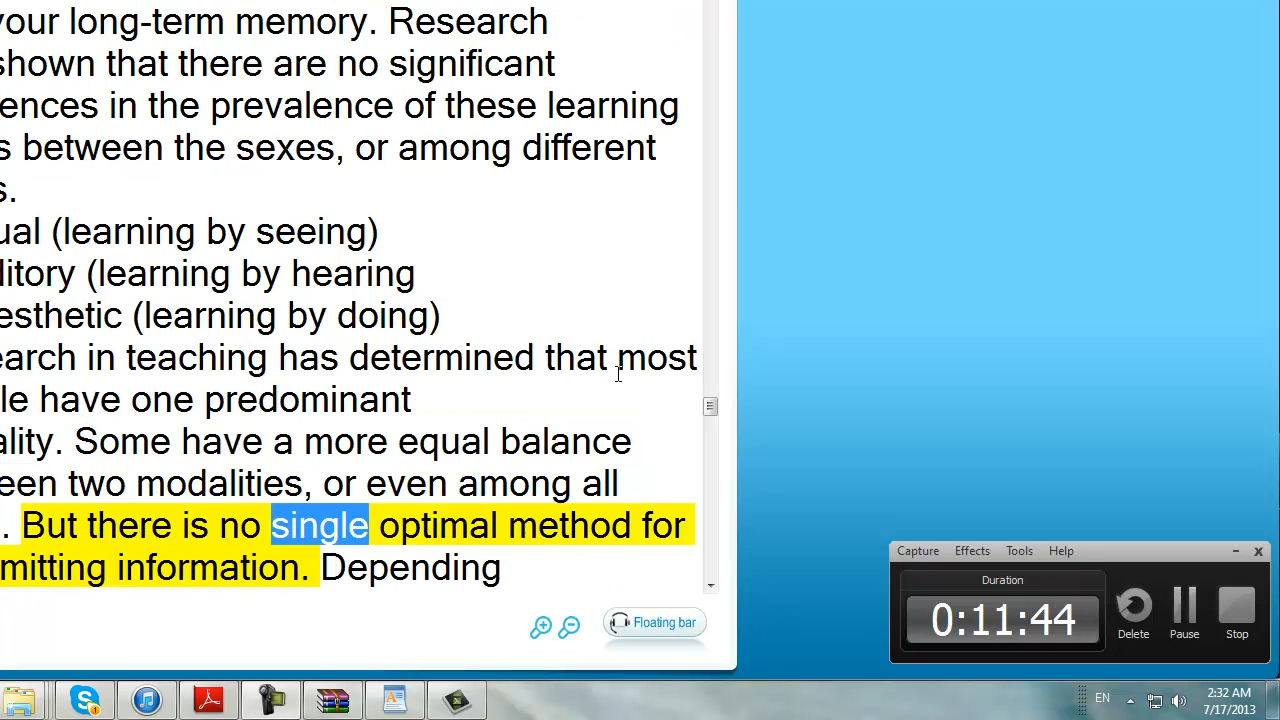 your long-term memory. Research
shown that there are no significant
ences in the prevalence of these learning
s between the sexes, or among different
s.
ual (learning by seeing)
ditory (learning by hearing
esthetic (learning by doing)
earch in teaching has determined that most
le have one predominant
ality. Some have a more equal balance
een two modalities, or even among all
. But there is no single optimal method for
mitting information. Depending
Floating bar
Capture Effects Tools Help
Duration
0:11:44
Delete Pause Stop
EN
2:32 AM
7/17/2013